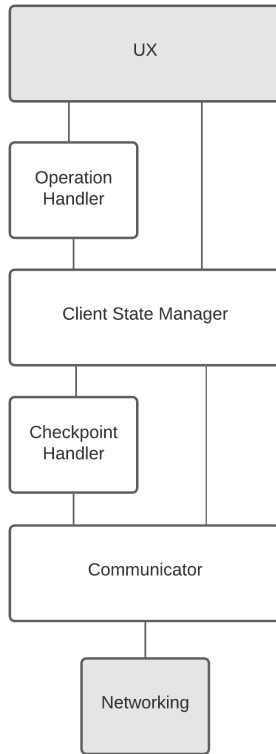 UX
Operation
Handler
Client State Manager
Checkpoint
Handler
Communicator
Networking